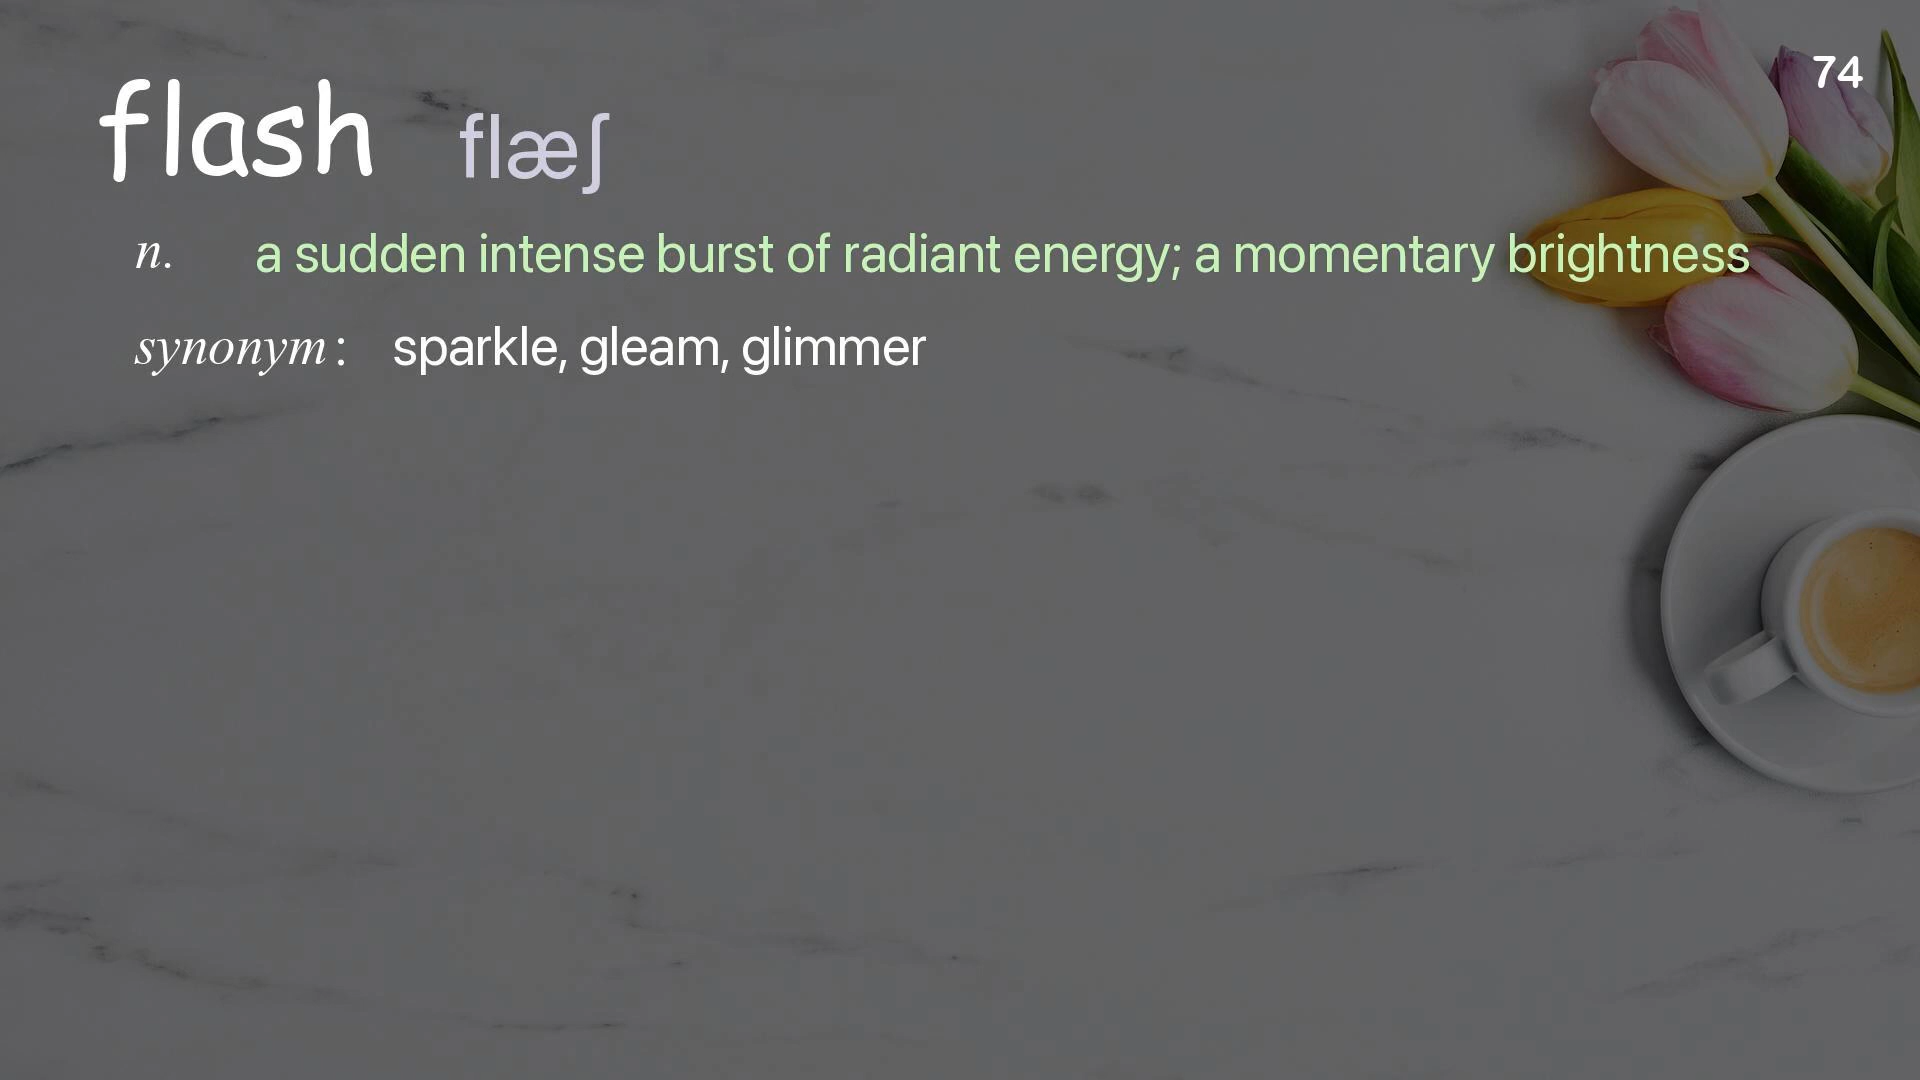 74
flash flæʃ
n. a sudden intense burst of radiant energy; a momentary brightness
synonym: sparkle, gleam, glimmer